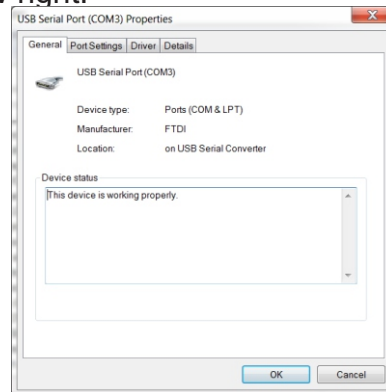 right.
USB Serial Port (COM3) Properties
General Port Settings Driver Details
USB Serial Port (COM3)
Device type: Ports (COM & LPT)
Manufacturer: FTDI
Location: on USB Serial Converter
Device status
This device is working properly.
OK Cancel